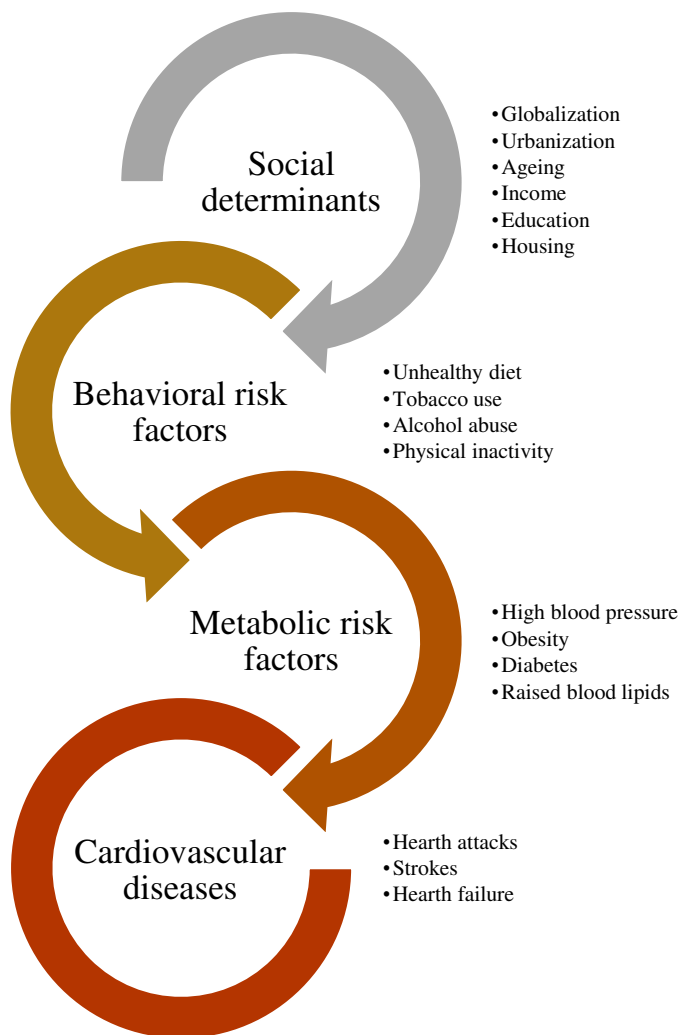 Social
determinants
•Globalization
•Urbanization
•Ageing
•Income
•Education
•Housing
Behavioral risk
factors
•Unhealthy diet
•Tobacco use
•Alcohol abuse
•Physical inactivity
Metabolic risk
factors
•High blood pressure
•Obesity
•Diabetes
•Raised blood lipids
Cardiovascular
diseases
•Hearth attacks
•Strokes
•Hearth failure